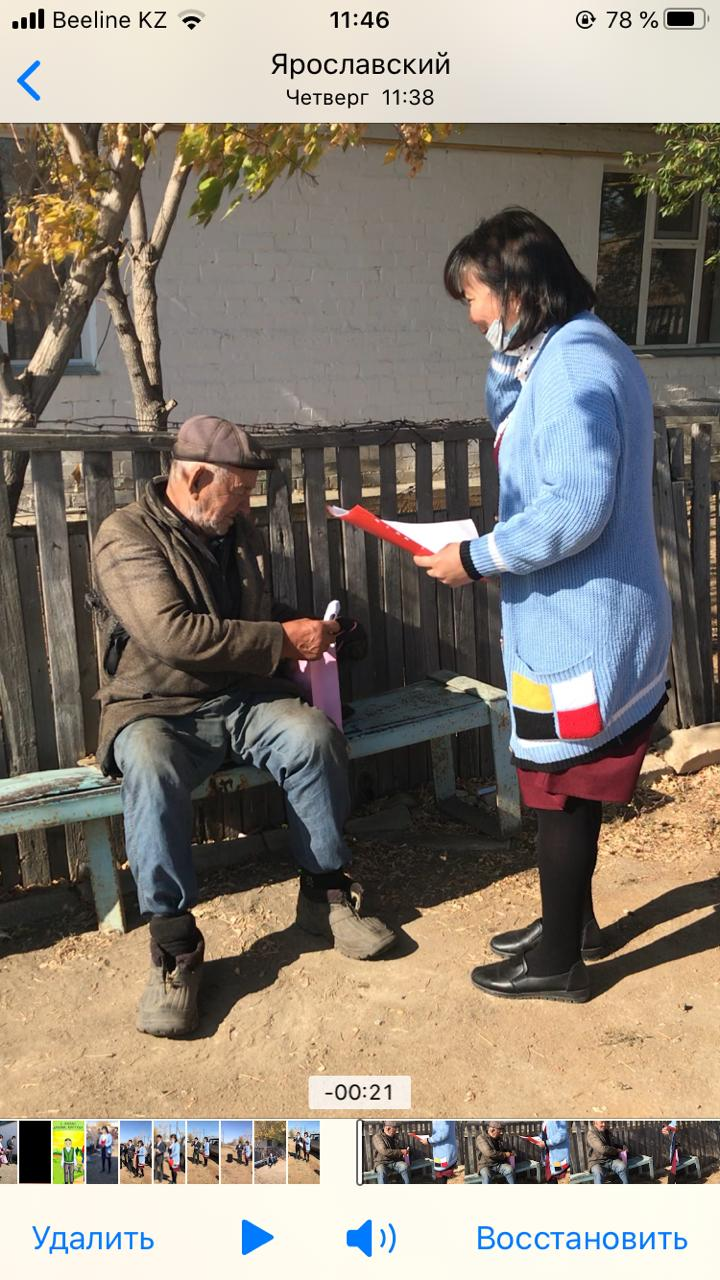 Beeline KZ
11:46
78 %
Ярославский
Четверг 11:38
-00:21
Удалить
Восстановить